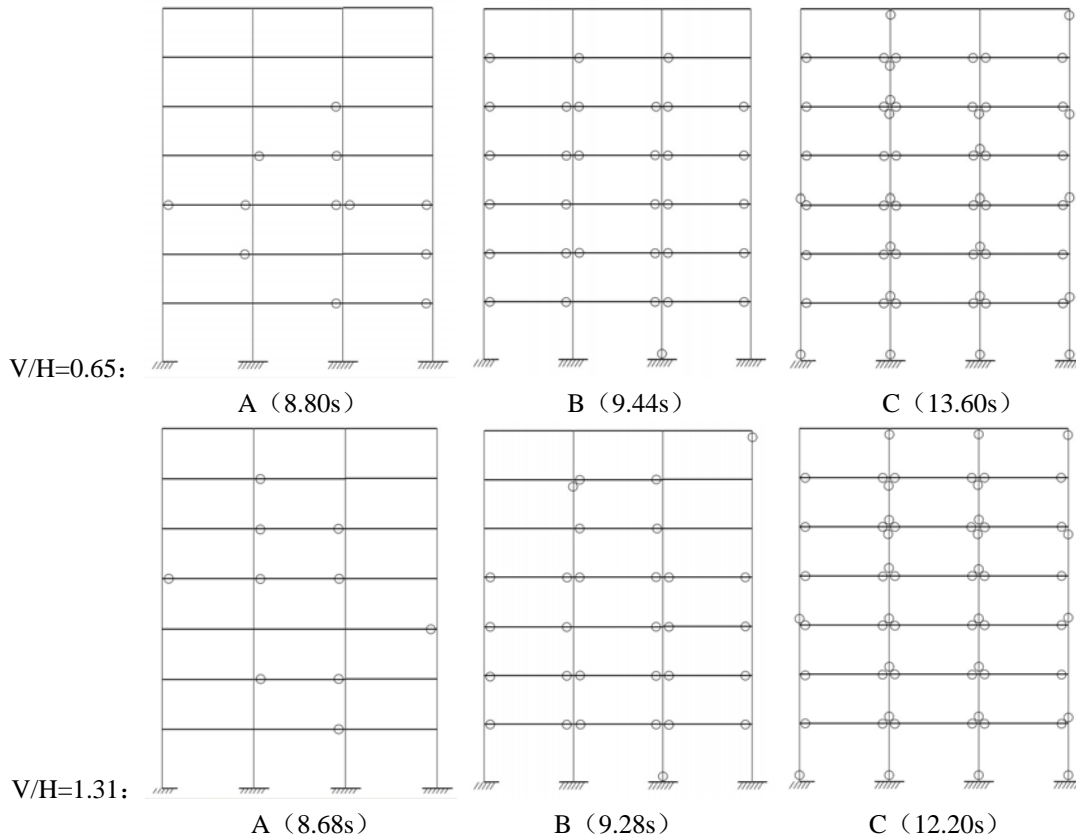 V/H=0.65：
A（8.80s） B（9.44s） C（13.60s）
V/H=1.31：
A（8.68s） B（9.28s） C（12.20s）